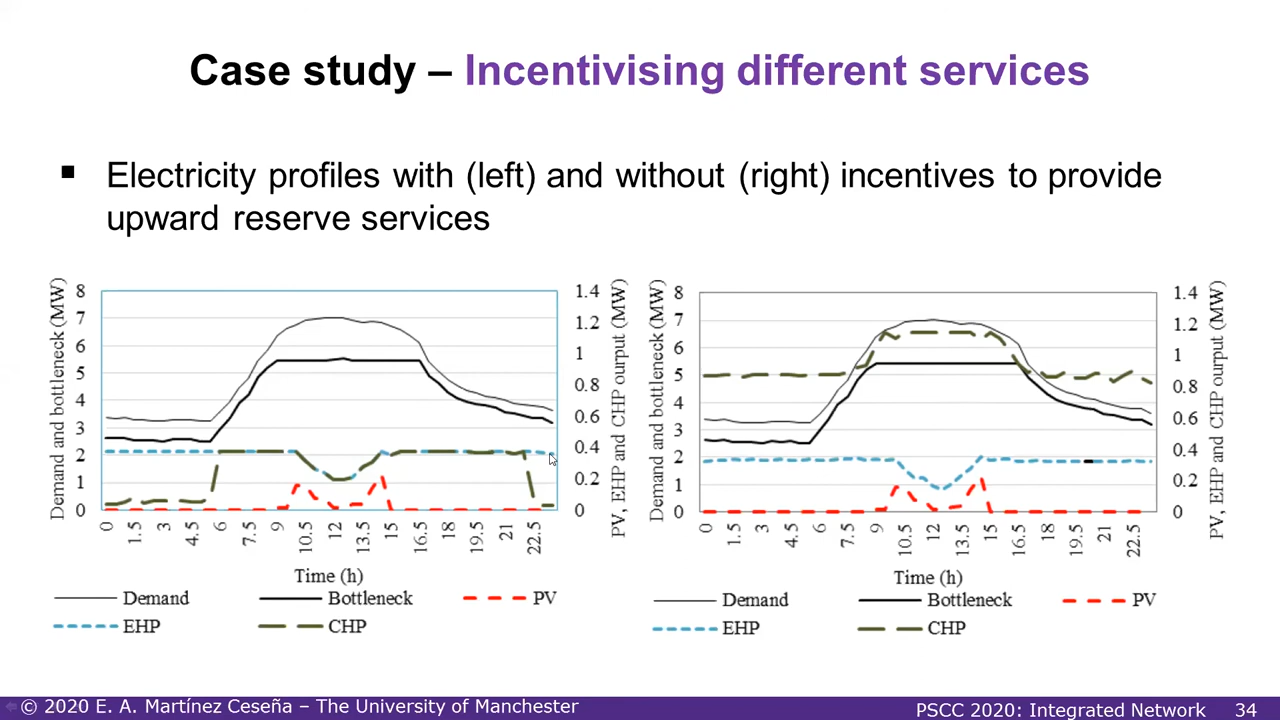 Case study – Incentivising different services
▪ Electricity profiles with (left) and without (right) incentives to provide
upward reserve services
Demand and bottleneck (MW)
8
7
6
5
4
3
2
1
0
1.4
1.2
1
0.8
0.6
0.4
0.2
0
PV, EHP and CHP ourput (MW)
0 1.5 3 4.5 6 7.5 9 10.5 12 13.5 15 16.5 18 19.5 21 22.5
Time (h)
Demand Bottleneck PV
EHP CHP
Demand and bottleneck (MW)
8
7
6
5
4
3
2
1
0
1.4
1.2
1
0.8
0.6
0.4
0.2
0
PV, EHP and CHP ourput (MW)
0 1.5 3 4.5 6 7.5 9 10.5 12 13.5 15 16.5 18 19.5 21 22.5
Time (h)
Demand Bottleneck PV
EHP CHP
© 2020 E. A. Martínez Ceseña – The University of Manchester
PSCC 2020: Integrated Network 34